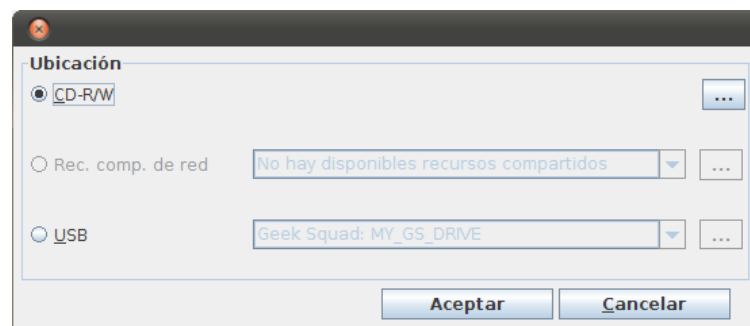 Ubicación
CD-R/W ...
Rec. comp. de red No hay disponibles recursos compartidos ...
USB Geek Squad: MY_GS_DRIVE ...
Aceptar Cancelar